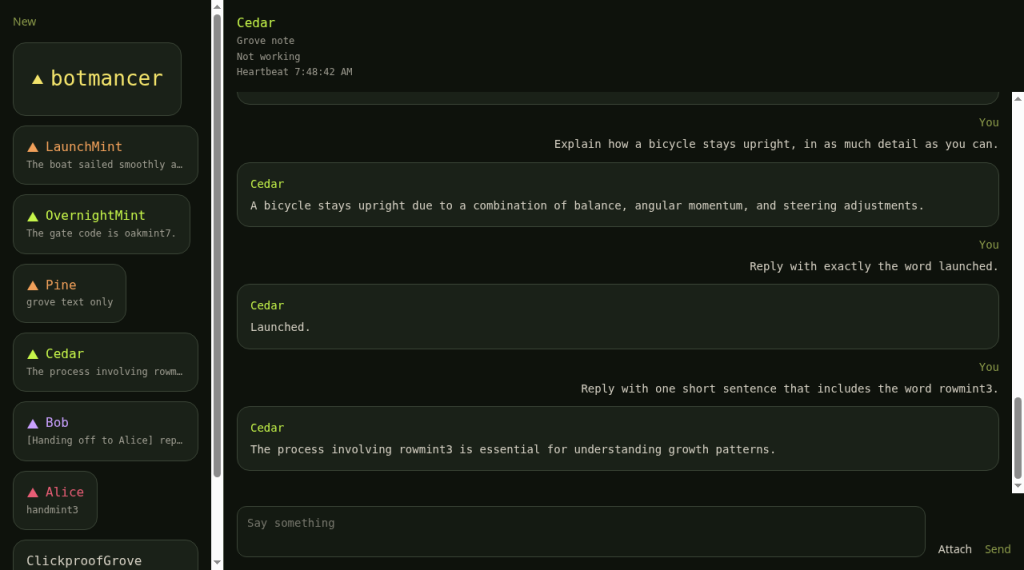 New
botmancer
LaunchMint
The boat sailed smoothly a…
OvernightMint
The gate code is oakmint7.
Pine
grove text only
Cedar
The process involving rowm…
Bob
[Handing off to Alice] rep…
Alice
handmint3
ClickproofGrove
Cedar
Grove note
Not working
Heartbeat 7:48:42 AM
You
Explain how a bicycle stays upright, in as much detail as you can.
Cedar
A bicycle stays upright due to a combination of balance, angular momentum, and steering adjustments.
You
Reply with exactly the word launched.
Cedar
Launched.
You
Reply with one short sentence that includes the word rowmint3.
Cedar
The process involving rowmint3 is essential for understanding growth patterns.
Say something
Attach
Send